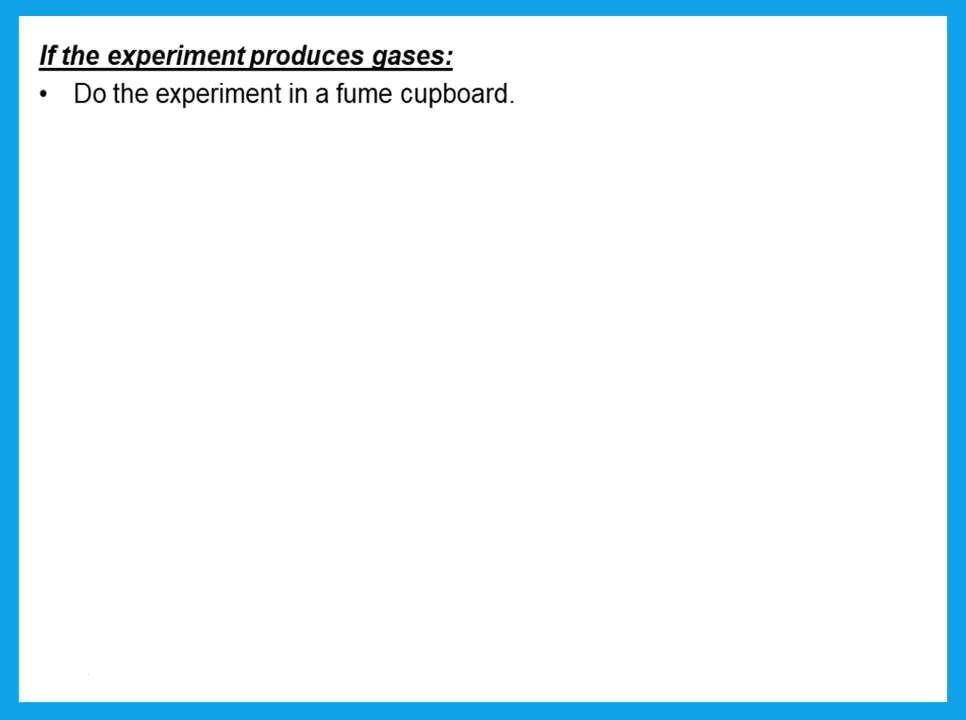 If the experiment produces gases:
• Do the experiment in a fume cupboard.